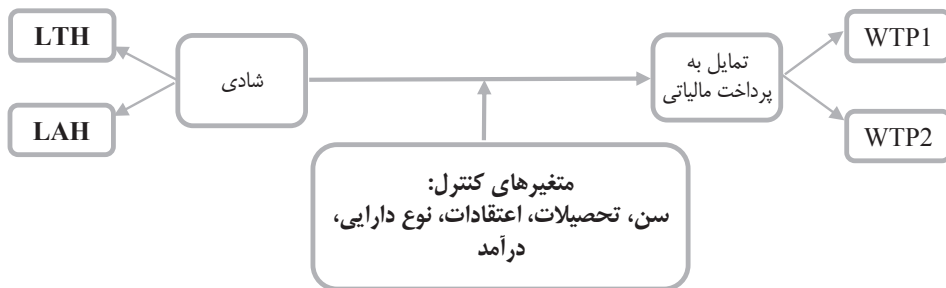 LTH
LAH
شادی
تمایل به
پرداخت مالیاتی
WTP1
WTP2
متغیرهای کنترل:
سن، تحصیلات، اعتقادات، نوع دارایی،
درآمد